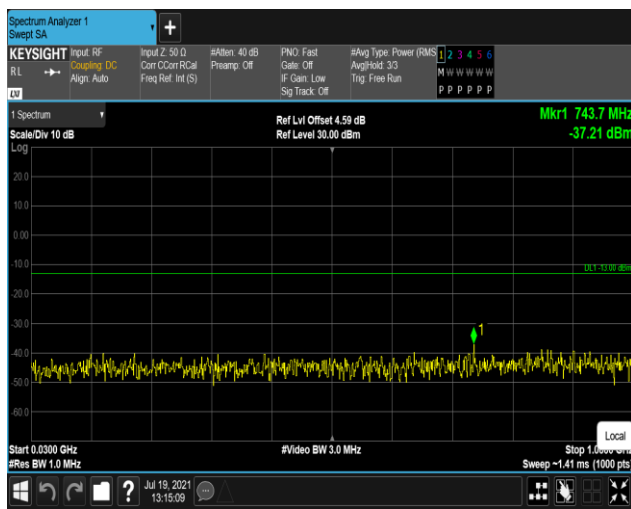 Spectrum Analyzer 1
Swept SA
+
KEYSIGHT
RL
LXI
Input: RF
Coupling: DC
Align: Auto
Input Z: 50 Ω
Corr CCorr RCal
Freq Ref: Int (S)
#Atten: 40 dB
Preamp: Off
PNO: Fast
Gate: Off
IF Gain: Low
Sig Track: Off
#Avg Type: Power (RMS
Avg|Hold: 3/3
Trig: Free Run
1 2 3 4 5 6
M W W W W W
P P P P P P
1 Spectrum
Scale/Div 10 dB
Log
Ref Lvl Offset 4.59 dB
Ref Level 30.00 dBm
Mkr1 743.7 MHz
-37.21 dBm
20.0
10.0
0.00
-10.0
DL1 -13.00 dBm
-20.0
-30.0
1
-40.0
-50.0
-60.0
Local
Start 0.0300 GHz
#Res BW 1.0 MHz
#Video BW 3.0 MHz
Stop
Sweep ~1.41 ms (1000 pts)
?
Jul 19, 2021
13:15:09